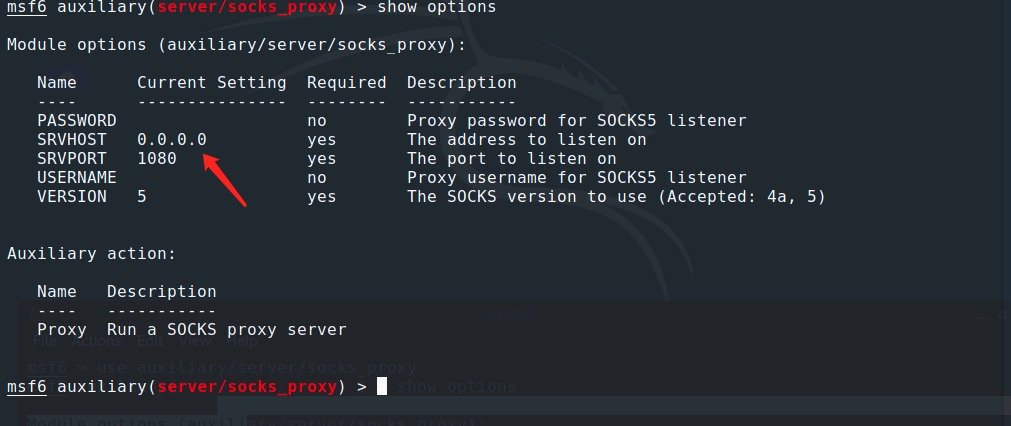 msf6 auxiliary(server/socks_proxy) > show options
Module options (auxiliary/server/socks_proxy):
Name Current Setting Required Description
---- --------------- -------- -----------
PASSWORD no Proxy password for SOCKS5 listener
SRVHOST 0.0.0.0 yes The address to listen on
SRVPORT 1080 yes The port to listen on
USERNAME no Proxy username for SOCKS5 listener
VERSION 5 yes The SOCKS version to use (Accepted: 4a, 5)
Auxiliary action:
Name Description
---- -----------
Proxy Run a SOCKS proxy server
File Actions Edit View Help
msf6 > use auxiliary/server/socks_proxy
msf6 auxiliary(server/socks_proxy) > show options
Module options (auxiliary/server/socks_proxy):